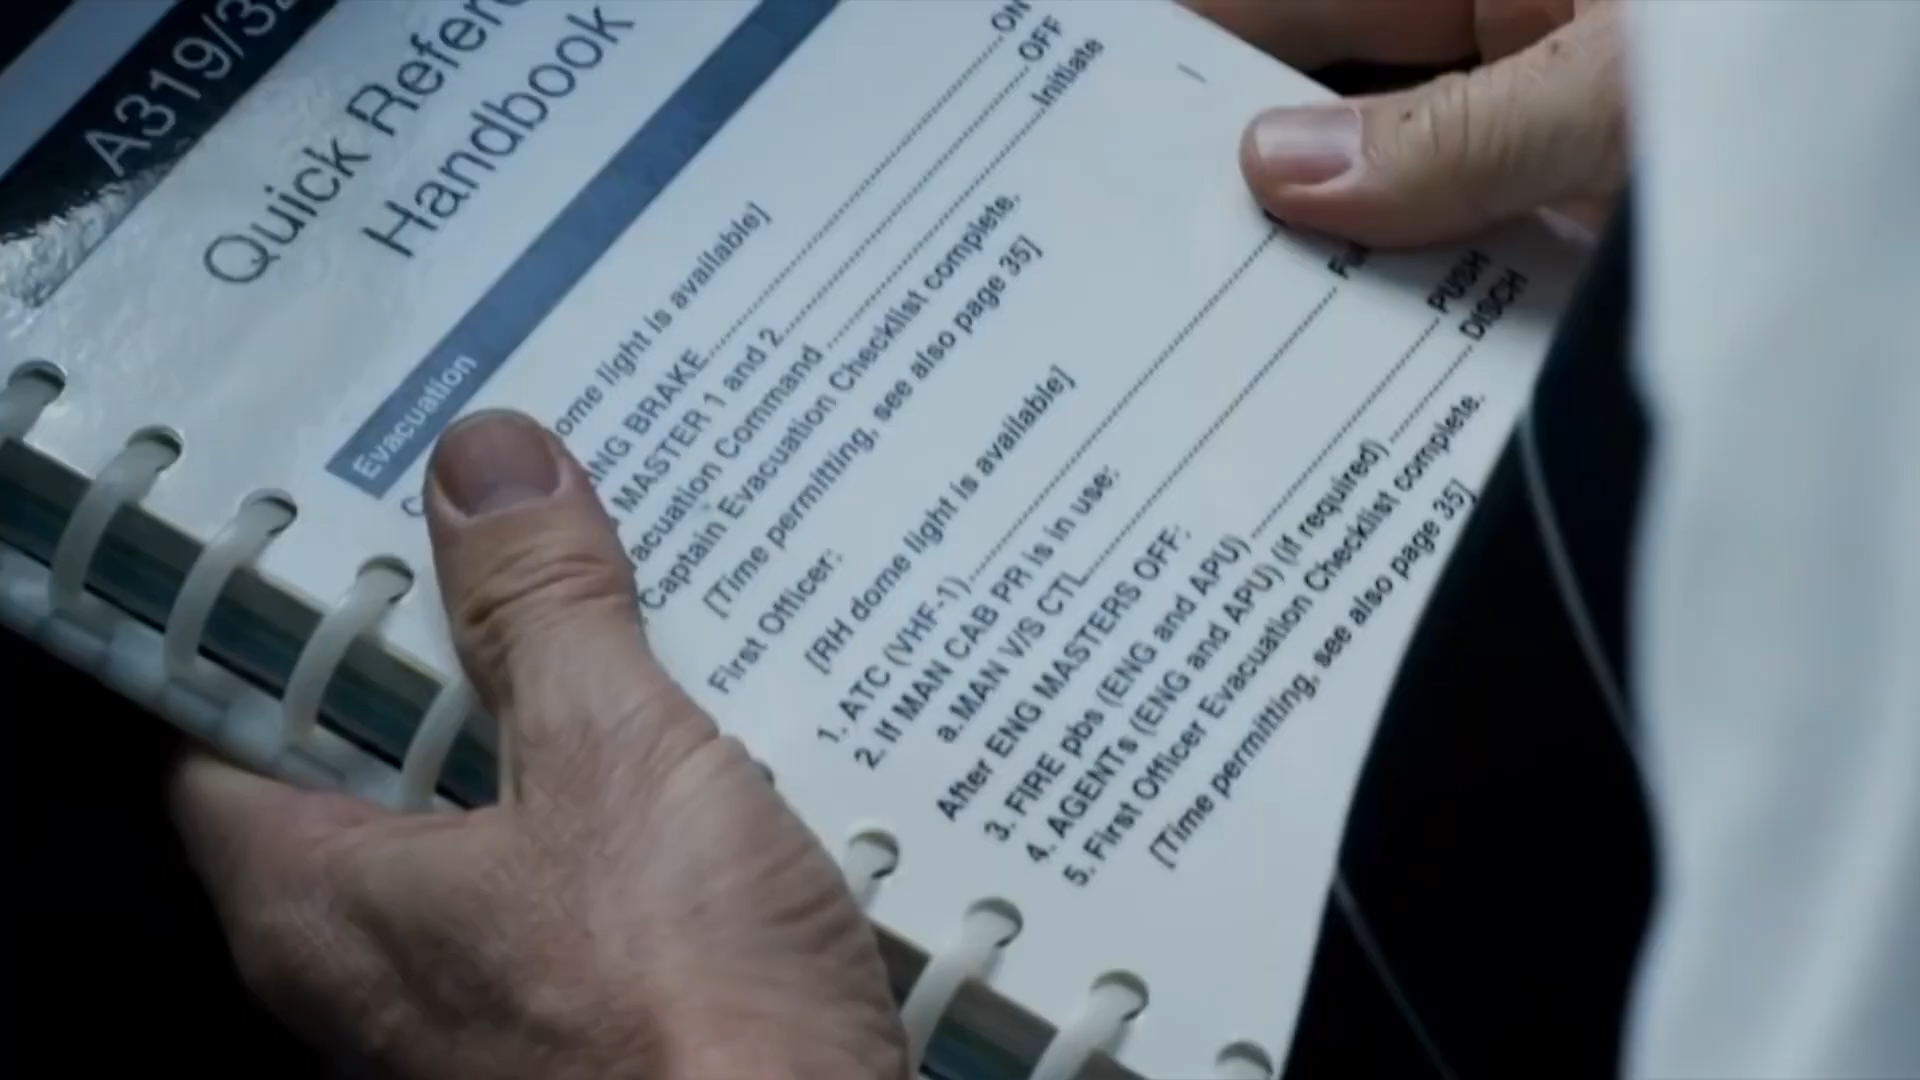 A319/32
Quick Refere
Handbook
Evacuation
ome light is available]
ING BRAKE ON
MASTER 1 and 2 OFF
acuation Command Initiate
Captain Evacuation Checklist complete.
[Time permitting, see also page 35]
First Officer:
[RH dome light is available]
1. ATC (VHF-1)
2. If MAN CAB PR is in use:
a. MAN V/S CTL
After ENG MASTERS OFF:
3. FIRE pbs (ENG and APU) PUSH
4. AGENTs (ENG and APU) (if required) DISCH
5. First Officer Evacuation Checklist complete.
[Time permitting, see also page 35]